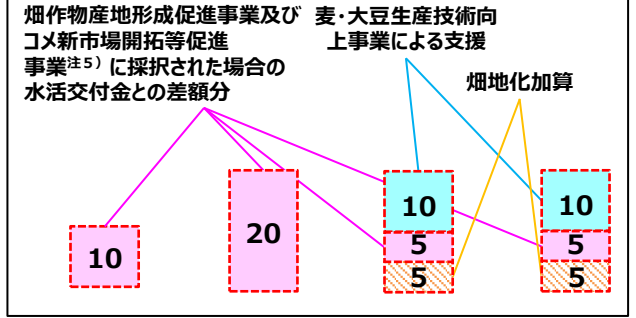 畑作物産地形成促進事業及び
コメ新市場開拓等促進
事業注5)に採択された場合の
水活交付金との差額分
麦・大豆生産技術向
上事業による支援
畑地化加算
10
20
10
5
5
10
5
5